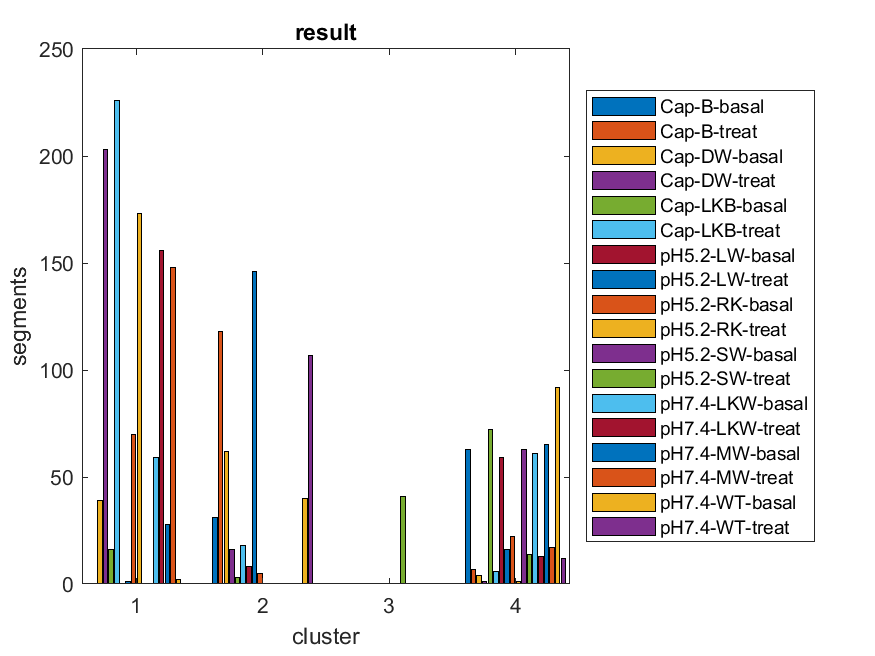 result
250
200
150
100
50
0
segments
1
2
3
4
cluster
Cap-B-basal
Cap-B-treat
Cap-DW-basal
Cap-DW-treat
Cap-LKB-basal
Cap-LKB-treat
pH5.2-LW-basal
pH5.2-LW-treat
pH5.2-RK-basal
pH5.2-RK-treat
pH5.2-SW-basal
pH5.2-SW-treat
pH7.4-LKW-basal
pH7.4-LKW-treat
pH7.4-MW-basal
pH7.4-MW-treat
pH7.4-WT-basal
pH7.4-WT-treat